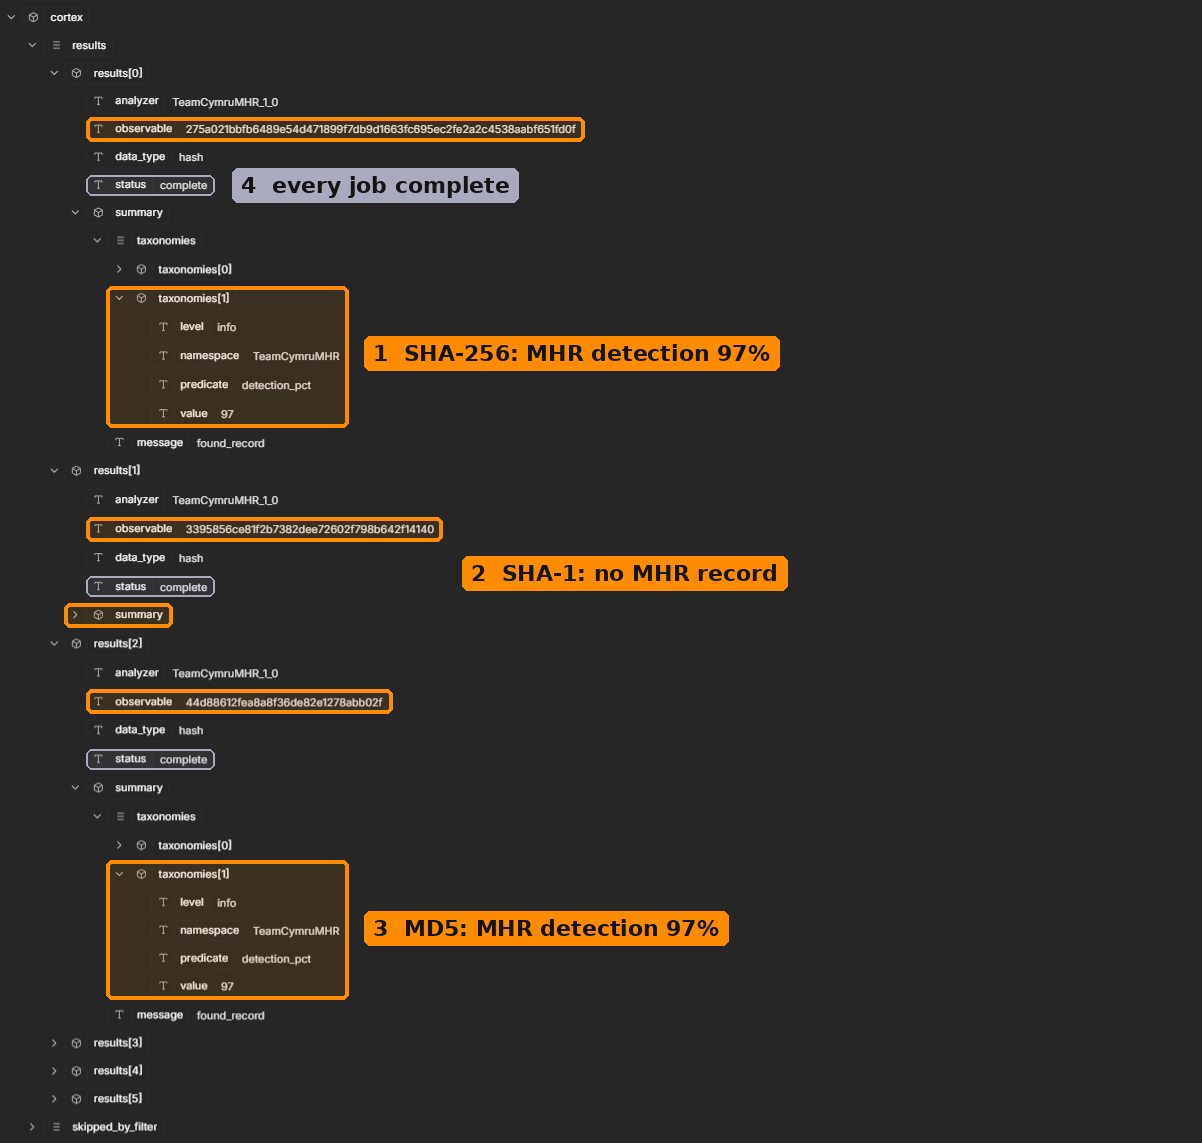 cortex
results
results[0]
analyzer TeamCymruMHR_1_0
observable 275a021bbfb6489e54d471899f7db9d1663fc695ec2fe2a2c4538aabf651fd0f
data_type hash
status complete
4 every job complete
summary
taxonomies
taxonomies[0]
taxonomies[1]
level info
namespace TeamCymruMHR
1 SHA-256: MHR detection 97%
predicate detection_pct
value 97
message found_record
results[1]
analyzer TeamCymruMHR_1_0
observable 3395856ce81f2b7382dee72602f798b642f14140
data_type hash
2 SHA-1: no MHR record
status complete
summary
results[2]
analyzer TeamCymruMHR_1_0
observable 44d88612fea8a8f36de82e1278abb02f
data_type hash
status complete
summary
taxonomies
taxonomies[0]
taxonomies[1]
level info
namespace TeamCymruMHR
3 MD5: MHR detection 97%
predicate detection_pct
value 97
message found_record
results[3]
results[4]
results[5]
skipped_by_filter